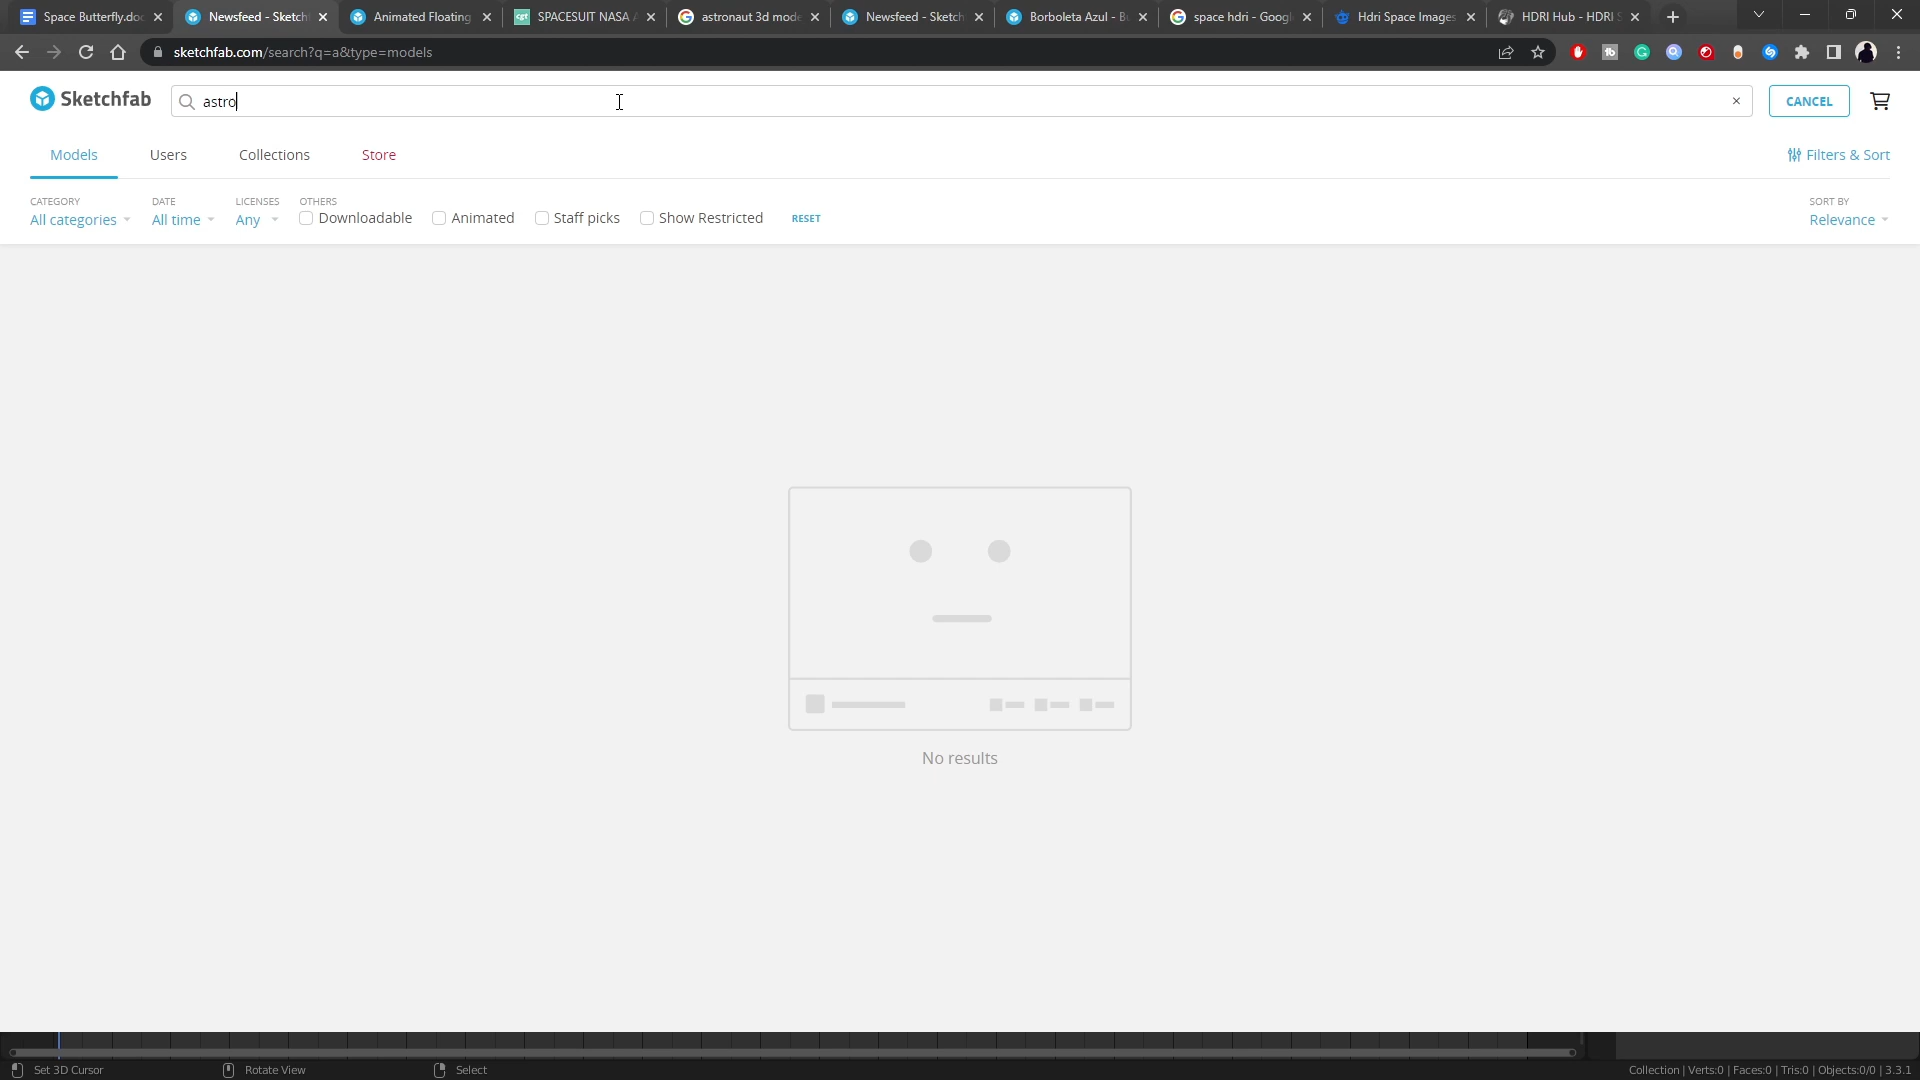 Space Butterfly.doc
Newsfeed - Sketch
Animated Floating
SPACESUIT NASA
astronaut 3d mode
Newsfeed - Sketch
Borboleta Azul - B
space hdri - Googl
Hdri Space Images
HDRI Hub - HDRI S
sketchfab.com/search?q=a&type=models
Sketchfab
astro
CANCEL
Models
Users
Collections
Store
Filters & Sort
CATEGORY
All categories
DATE
All time
LICENSES
Any
OTHERS
Downloadable
Animated
Staff picks
Show Restricted
RESET
SORT BY
Relevance
No results
Set 3D Cursor
Rotate View
Select
Collection | Verts:0 | Faces:0 | Tris:0 | Objects:0/0 | 3.3.1